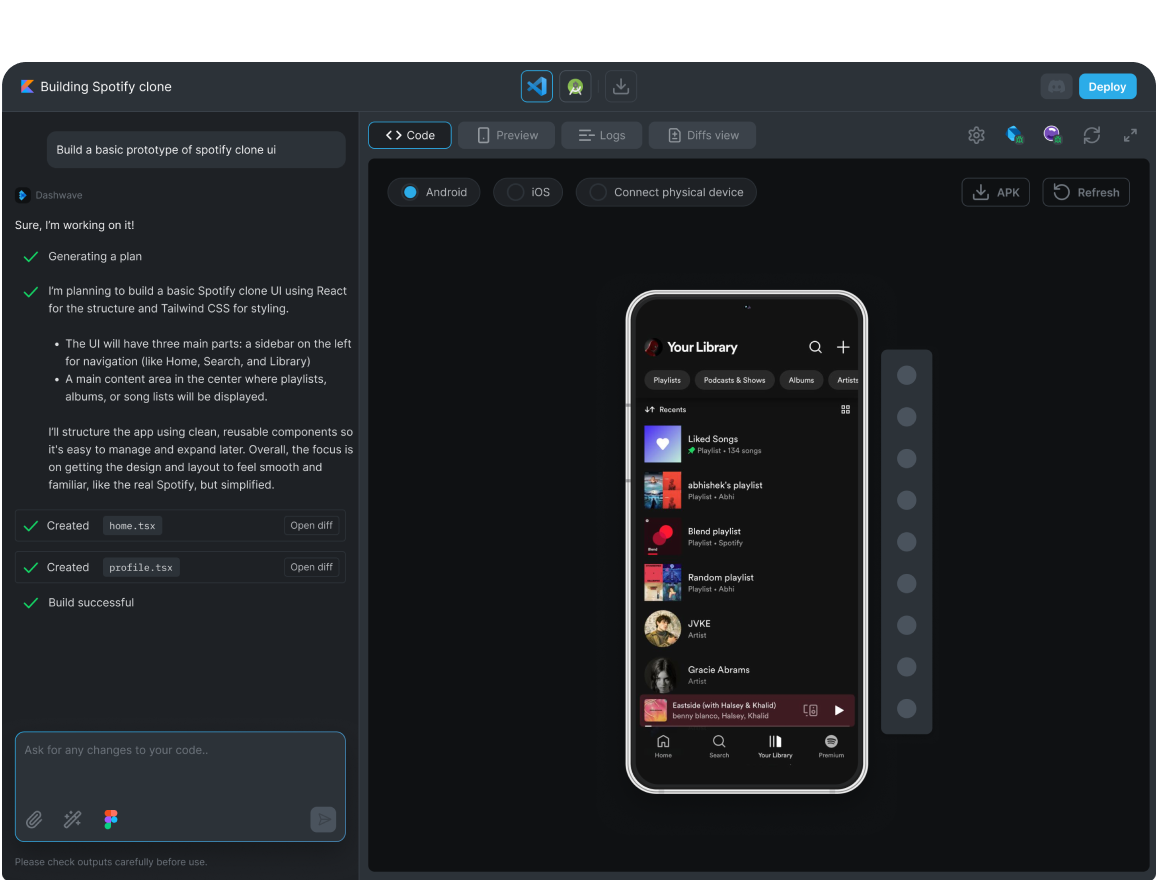 Building Spotify clone
Deploy
Build a basic prototype of spotify clone ui
Dashwave
Sure, I'm working on it!
Generating a plan
I'm planning to build a basic Spotify clone UI using React
for the structure and Tailwind CSS for styling.
• The UI will have three main parts: a sidebar on the left
for navigation (like Home, Search, and Library)
• A main content area in the center where playlists,
albums, or song lists will be displayed.
I'll structure the app using clean, reusable components so
it's easy to manage and expand later. Overall, the focus is
on getting the design and layout to feel smooth and
familiar, like the real Spotify, but simplified.
Created home.tsx Open diff
Created profile.tsx Open diff
Build successful
Ask for any changes to your code..
Please check outputs carefully before use.
<> Code Preview Logs Diffs view
Android iOS Connect physical device APK Refresh
Your Library
Playlists Podcasts & Shows Albums Artists
Recents
Liked Songs
Playlist • 134 songs
abhishek's playlist
Playlist • Abhi
Blend
Blend playlist
Playlist • Spotify
Random playlist
Playlist • Abhi
JVKE
Artist
Gracie Abrams
Artist
Eastside (with Halsey & Khalid)
benny blanco, Halsey, Khalid
Home Search Your Library Premium